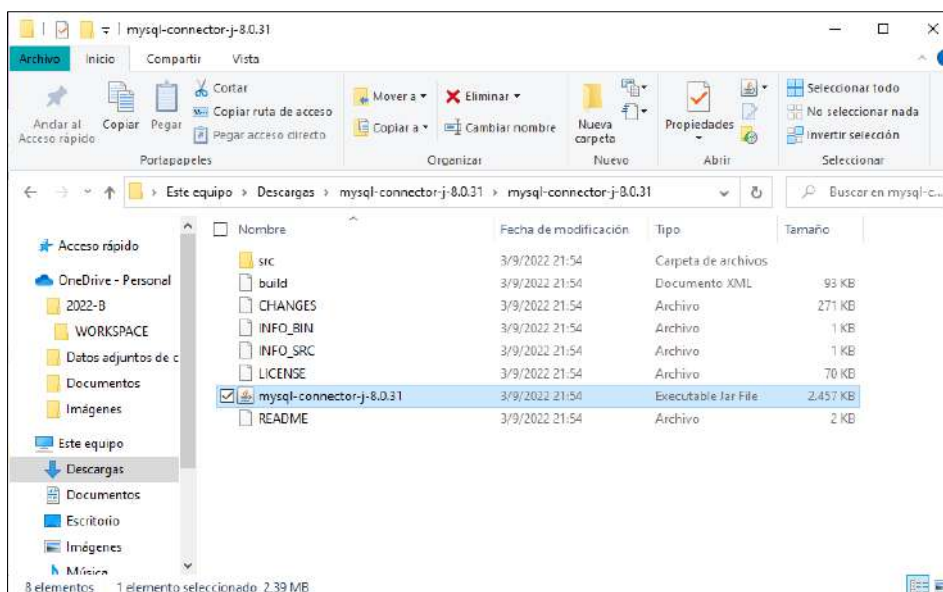 mysql-connector-j-8.0.31
Archivo Inicio Compartir Vista
Andar al Acceso rápido
Copiar
Pegar
Cortar
Copiar ruta de acceso
Pegar acceso directo
Portapapeles
Mover a
Copiar a
Eliminar
Cambiar nombre
Organizar
Nueva carpeta
Nuevo
Propiedades
Abrir
Seleccionar todo
No seleccionar nada
Invertir selección
Seleccionar
Este equipo > Descargas > mysql-connector-j-8.0.31 > mysql-connector-j-8.0.31
Buscar en mysql-c...
Acceso rápido
OneDrive - Personal
2022-B
WORKSPACE
Datos adjuntos de c
Documentos
Imágenes
Este equipo
Descargas
Documentos
Escritorio
Imágenes
Música
Nombre Fecha de modificación Tipo Tamaño
src 3/9/2022 21:54 Carpeta de archivos
build 3/9/2022 21:54 Documento XML 93 KB
CHANGES 3/9/2022 21:54 Archivo 271 KB
INFO_BIN 3/9/2022 21:54 Archivo 1 KB
INFO_SRC 3/9/2022 21:54 Archivo 1 KB
LICENSE 3/9/2022 21:54 Archivo 70 KB
mysql-connector-j-8.0.31 3/9/2022 21:54 Executable Jar File 2.457 KB
README 3/9/2022 21:54 Archivo 2 KB
8 elementos 1 elemento seleccionado 2.39 MB